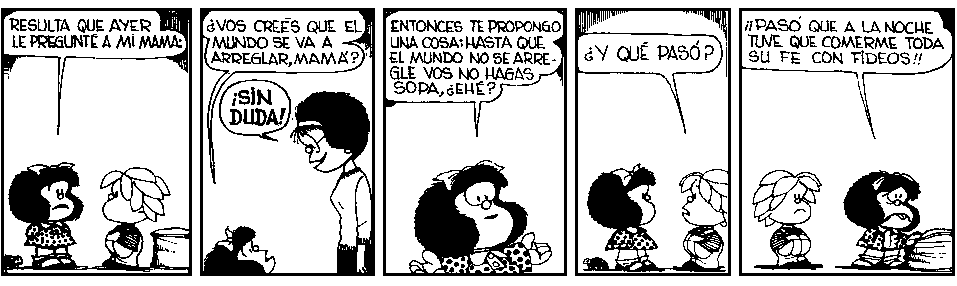 RESULTA QUE AYER
LE PREGUNTÉ A MI MAMÁ:
¿VOS CREÉS QUE EL
MUNDO SE VA A
ARREGLAR, MAMÁ?
¡SIN
DUDA!
ENTONCES TE PROPONGO
UNA COSA: HASTA QUE
EL MUNDO NO SE ARRE-
GLE VOS NO HAGAS
SOPA, ¿EHÉ?
¿Y QUÉ PASÓ?
¡¡PASÓ QUE A LA NOCHE
TUVE QUE COMERME TODA
SU FE CON FIDEOS!!